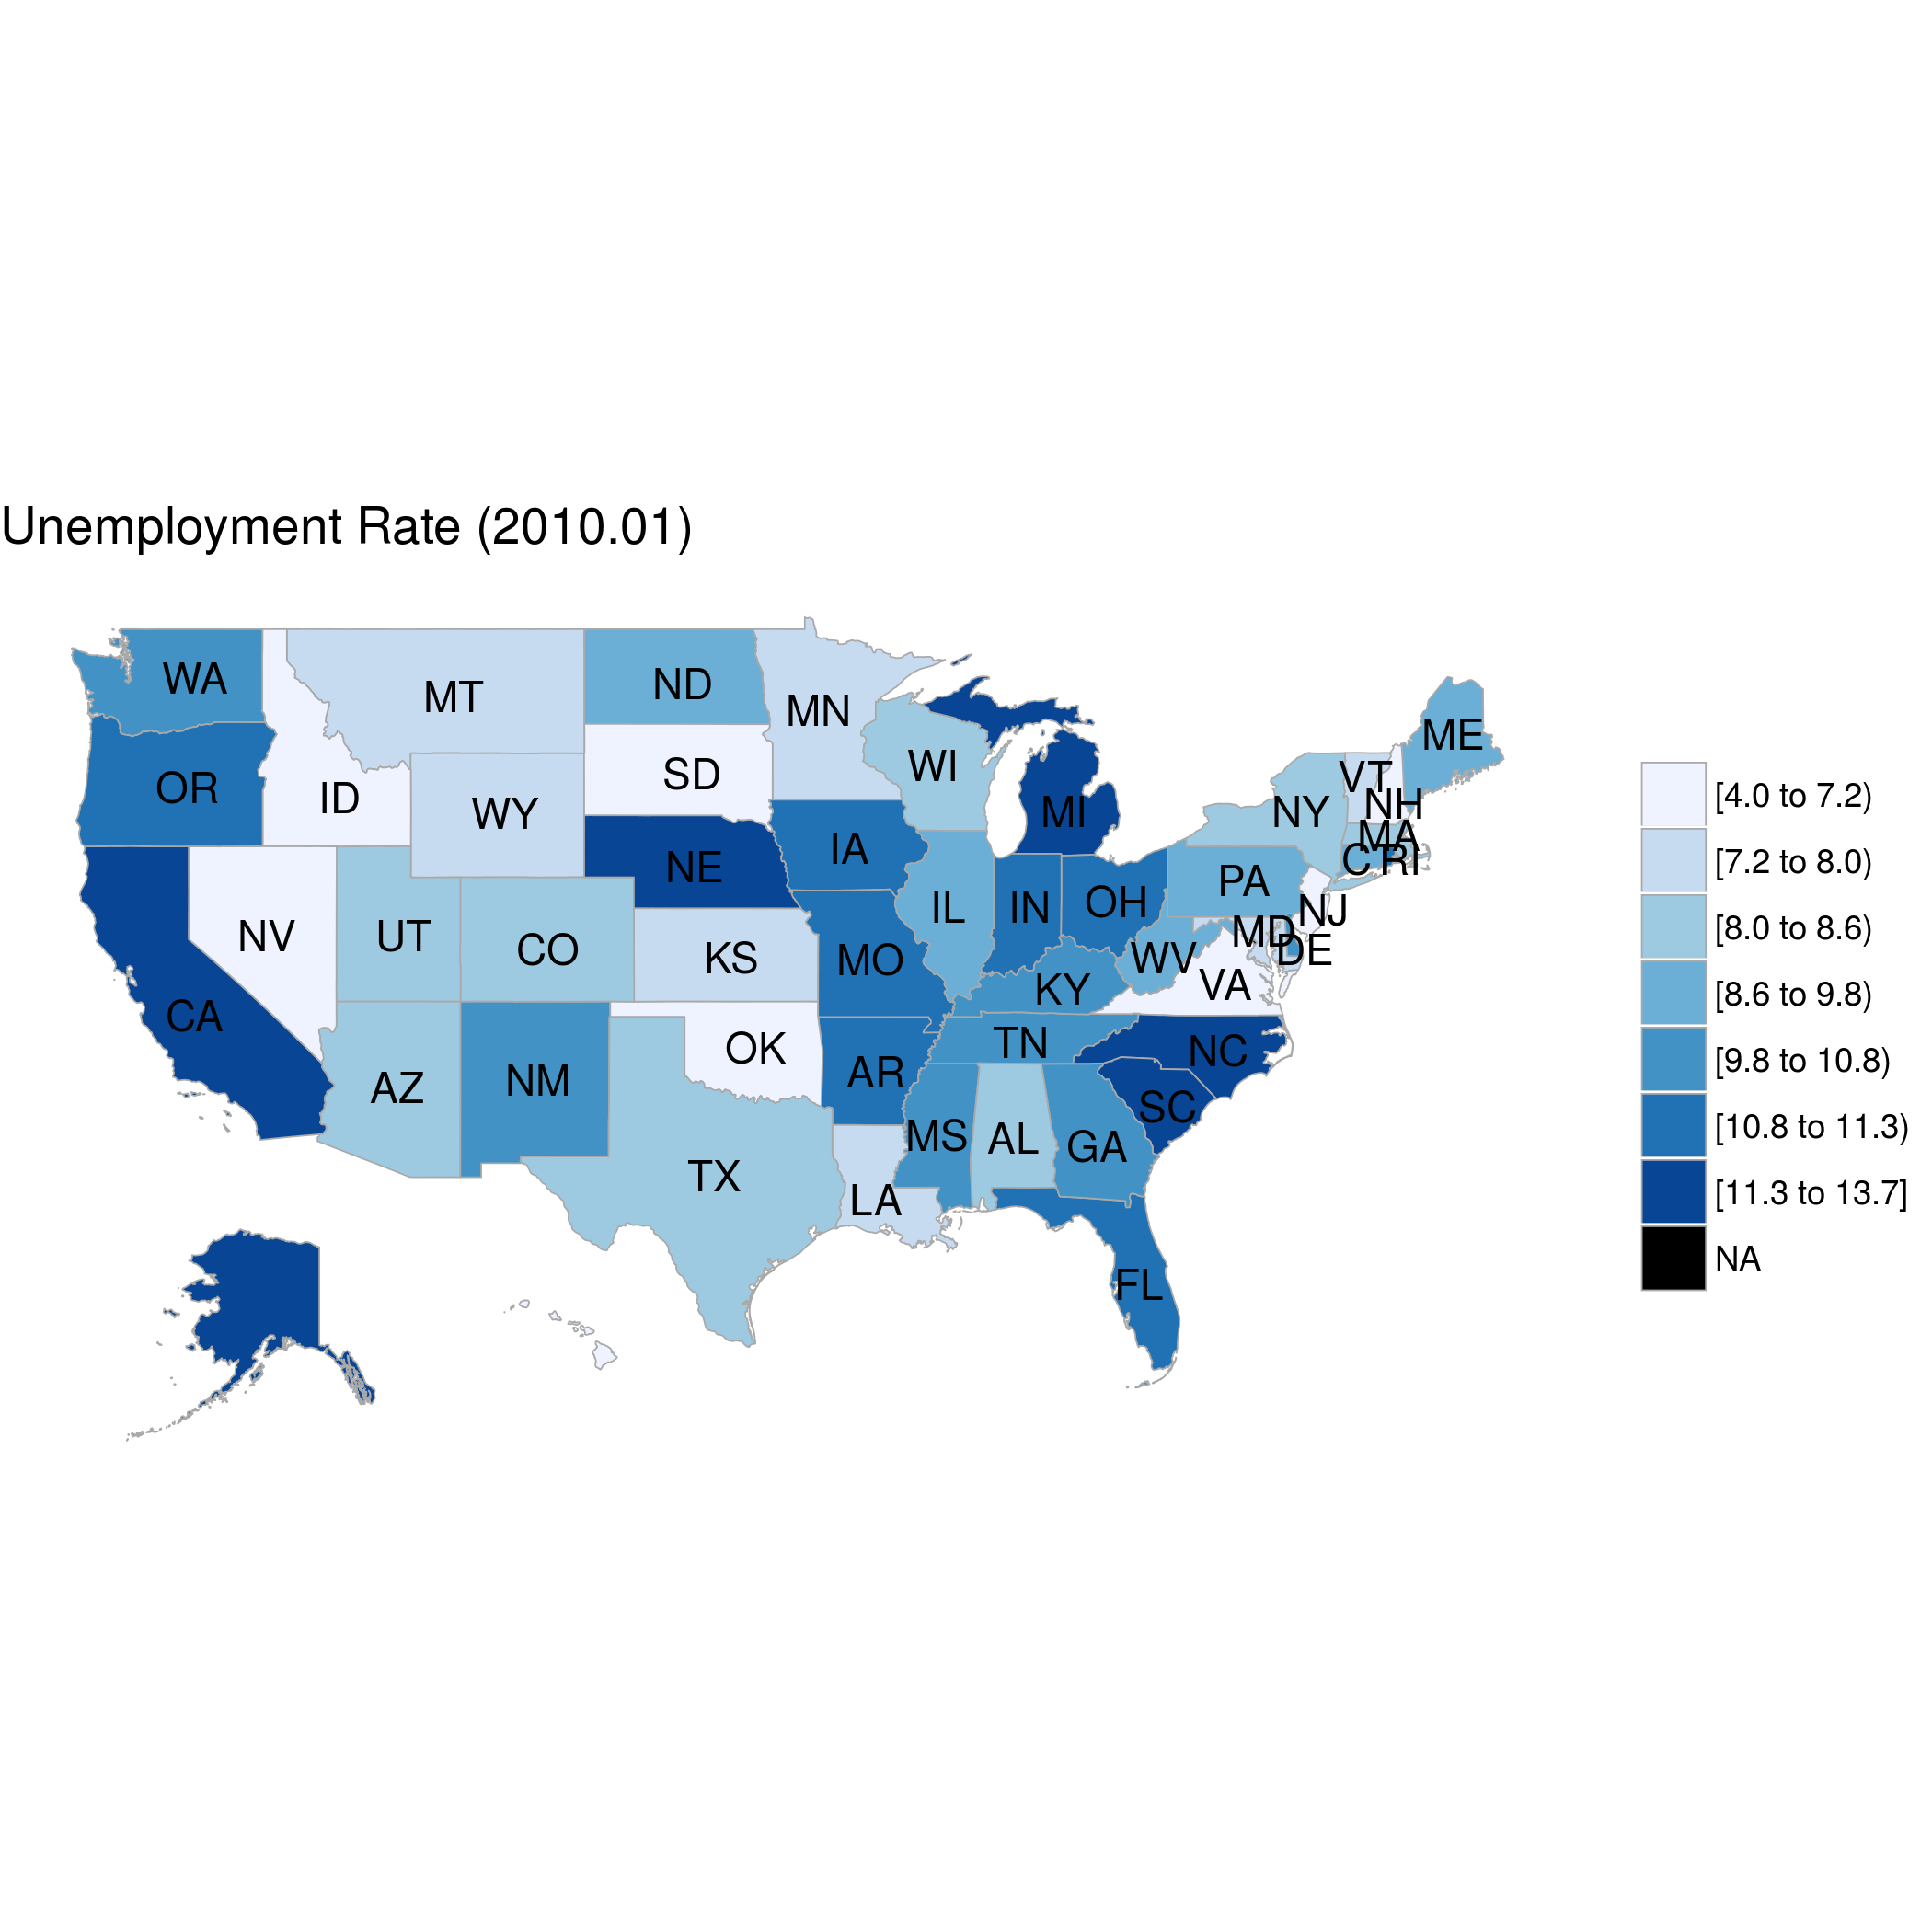 Unemployment Rate (2010.01)
WA
MT
ND
MN
ME
OR
ID
WY
SD
WI
MI
NY
VT
NH
MA
CT
RI
IA
NE
PA
NJ
OH
IN
IL
MD
DE
NV
UT
CO
KS
MO
WV
VA
KY
CA
OK
TN
NC
AZ
NM
AR
SC
MS
AL
GA
TX
LA
FL
[4.0 to 7.2)
[7.2 to 8.0)
[8.0 to 8.6)
[8.6 to 9.8)
[9.8 to 10.8)
[10.8 to 11.3)
[11.3 to 13.7]
NA